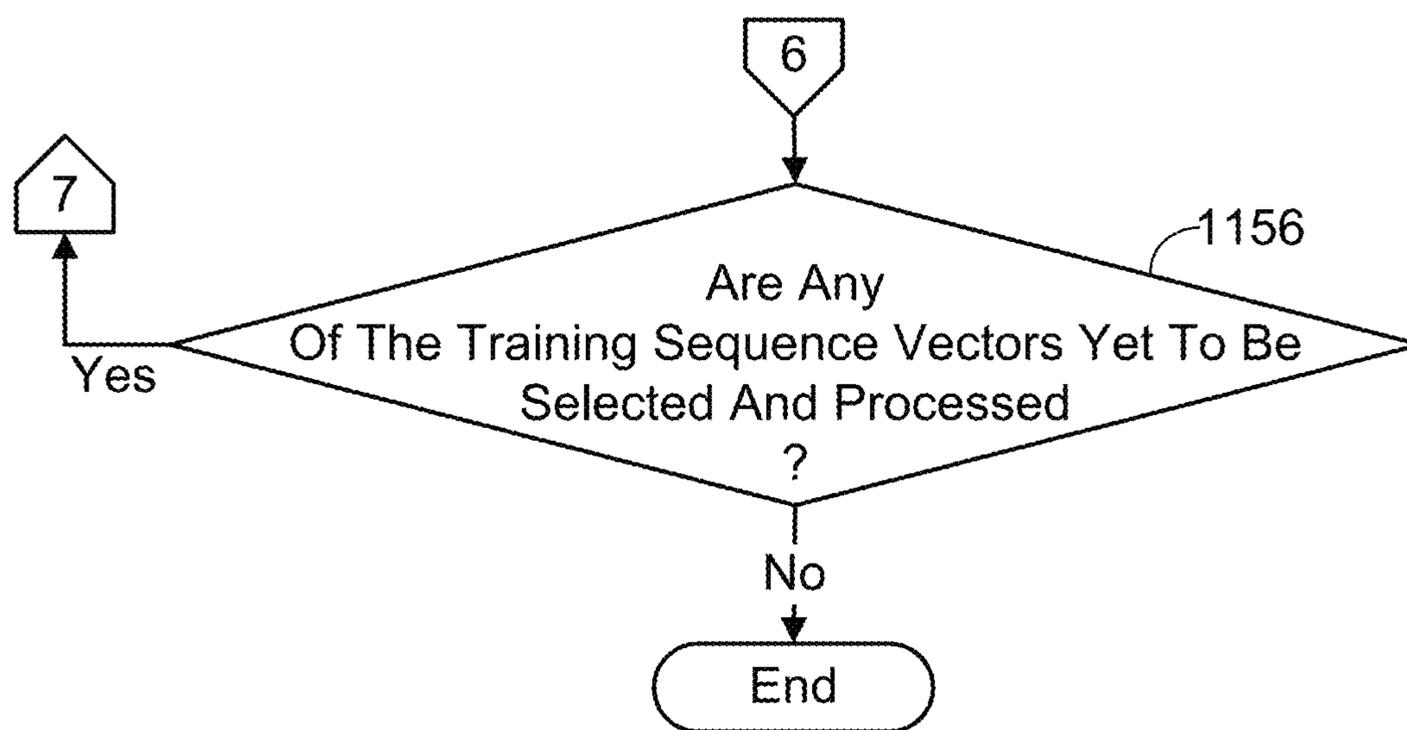 6
7
1156
Are Any
Of The Training Sequence Vectors Yet To Be
Selected And Processed
?
Yes
No
End